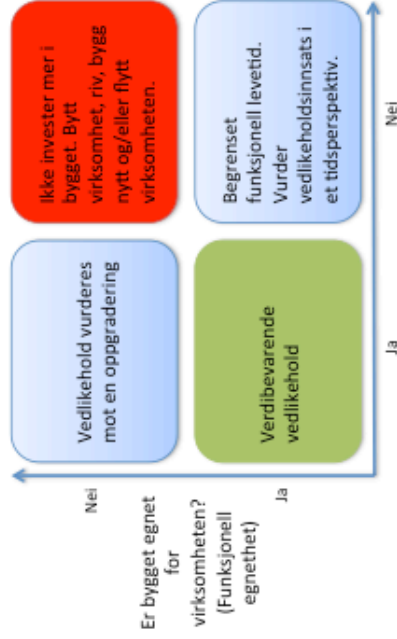 Nei
Vedlikehold vurderes
mot en oppgradering
Ikke invester mer i
bygget. Bytt
virksomhet, riv, bygg
nytt og/eller flytt
virksomheten.
Er bygget egnet
for
virksomheten?
(Funksjonell
egnethet)
Ja
Verdibevarende
vedlikehold
Begrenset
funksjonell levetid.
Vurder
vedlikeholdsinnsats i
et tidsperspektiv.
Ja
Nei